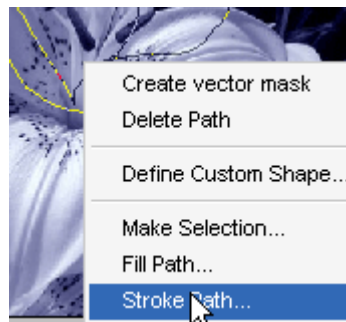 Create vector mask
Delete Path
Define Custom Shape...
Make Selection...
Fill Path...
Stroke Path...